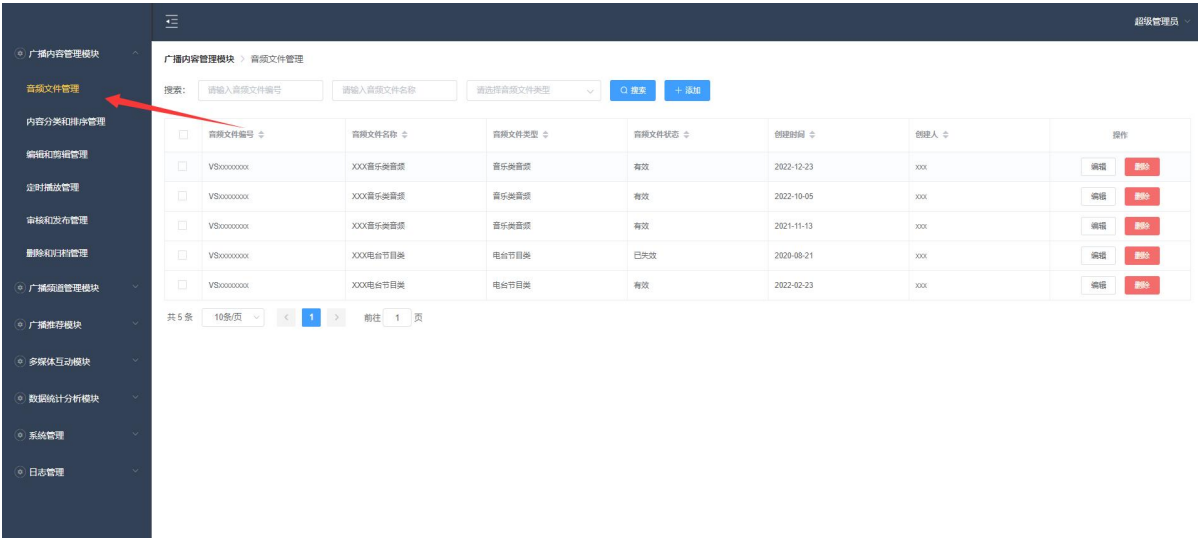 超级管理员
广播内容管理模块
音频文件管理
内容分类和排序管理
编辑和剪辑管理
定时播放管理
审核和发布管理
删除和归档管理
广播频道管理模块
广播推荐模块
多媒体互动模块
数据统计分析模块
系统管理
日志管理
广播内容管理模块 > 音频文件管理
搜索： 请输入音频文件编号 请输入音频文件名称 请选择音频文件类型 搜索 + 添加
音频文件编号 音频文件名称 音频文件类型 音频文件状态 创建时间 创建人 操作
VSxxxxxxxx XXX音乐类音频 音乐类音频 有效 2022-12-23 xxx 编辑 删除
VSxxxxxxxx XXX音乐类音频 音乐类音频 有效 2022-10-05 xxx 编辑 删除
VSxxxxxxxx XXX音乐类音频 音乐类音频 有效 2021-11-13 xxx 编辑 删除
VSxxxxxxxx XXX电台节目类 电台节目类 已失效 2020-08-21 xxx 编辑 删除
VSxxxxxxxx XXX电台节目类 电台节目类 有效 2022-02-23 xxx 编辑 删除
共 5 条 10条/页 < 1 > 前往 1 页